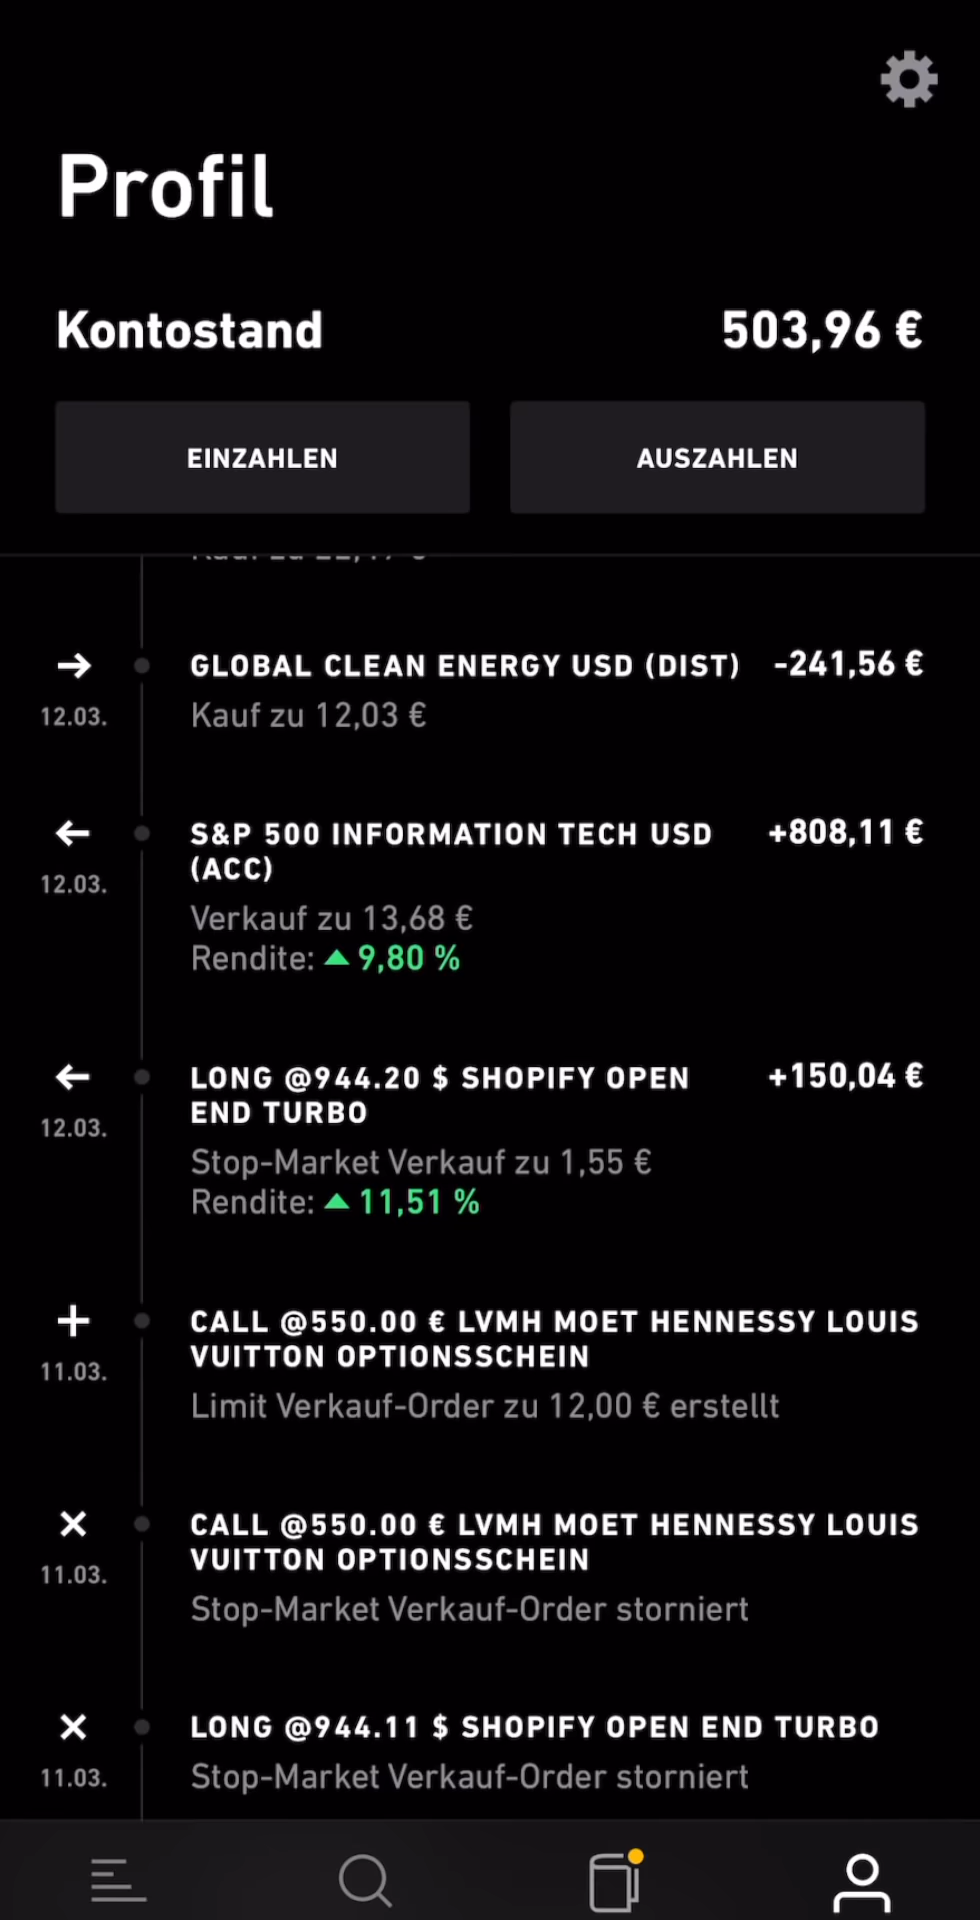 Profil
Kontostand 503,96 €
EINZAHLEN AUSZAHLEN
GLOBAL CLEAN ENERGY USD (DIST) -241,56 €
12.03. Kauf zu 12,03 €
S&P 500 INFORMATION TECH USD +808,11 €
(ACC)
12.03.
Verkauf zu 13,68 €
Rendite: 9,80 %
LONG @944.20 $ SHOPIFY OPEN +150,04 €
END TURBO
12.03.
Stop-Market Verkauf zu 1,55 €
Rendite: 11,51 %
CALL @550.00 € LVMH MOET HENNESSY LOUIS
VUITTON OPTIONSSCHEIN
11.03.
Limit Verkauf-Order zu 12,00 € erstellt
CALL @550.00 € LVMH MOET HENNESSY LOUIS
VUITTON OPTIONSSCHEIN
11.03.
Stop-Market Verkauf-Order storniert
LONG @944.11 $ SHOPIFY OPEN END TURBO
11.03. Stop-Market Verkauf-Order storniert